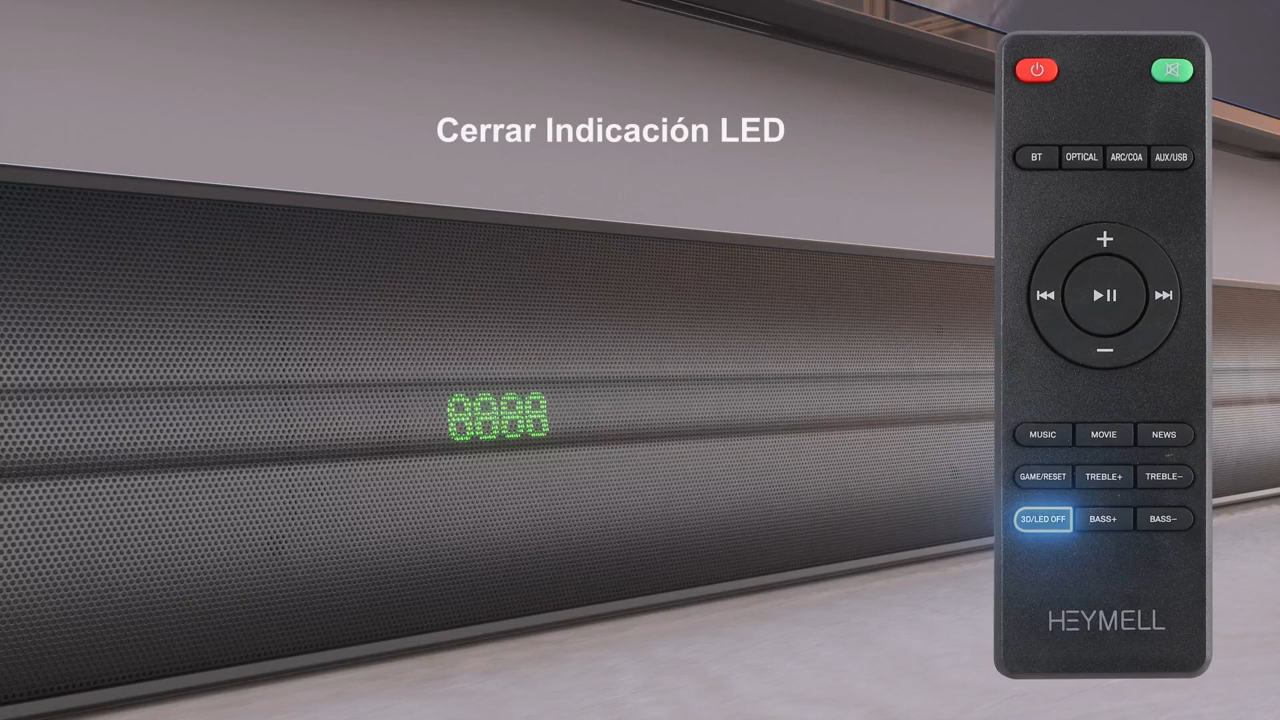 Cerrar Indicación LED
BT OPTICAL ARC/COA AUX/USB
MUSIC MOVIE NEWS
GAME/RESET TREBLE+ TREBLE−
3D/LED OFF BASS+ BASS−
HEYMELL